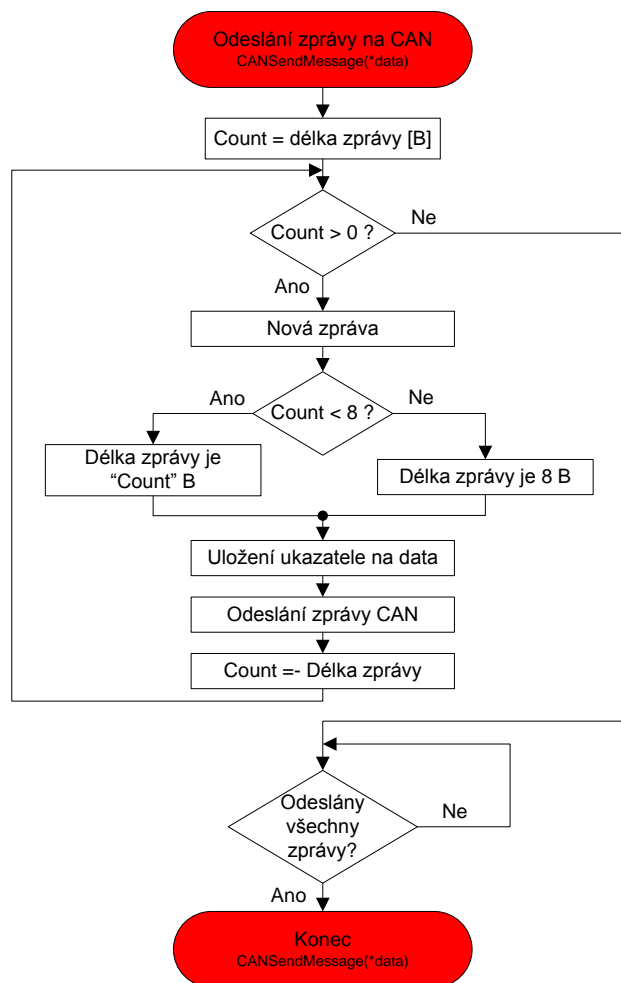 Odeslání zprávy na CAN
CANSendMessage(*data)
Count = délka zprávy [B]
Count > 0 ?
Ne
Ano
Nová zpráva
Count < 8 ?
Ano
Ne
Délka zprávy je
“Count” B
Délka zprávy je 8 B
Uložení ukazatele na data
Odeslání zprávy CAN
Count =- Délka zprávy
Odeslány
všechny
zprávy?
Ne
Ano
Konec
CANSendMessage(*data)